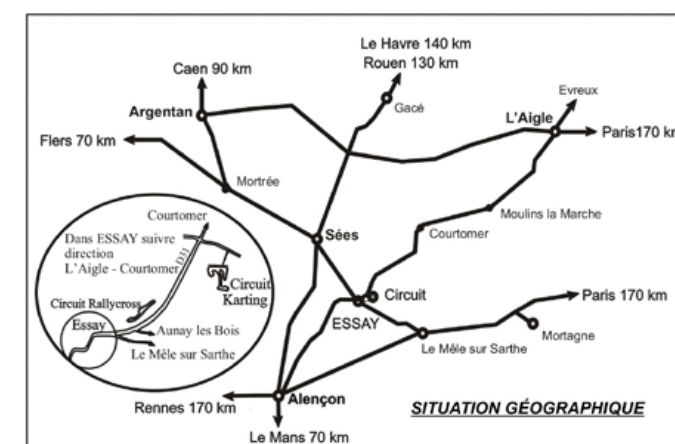 Le Havre 140 km
Rouen 130 km
Caen 90 km
Gacé
Evreux
Argentan
L'Aigle
Paris170 km
Flers 70 km
Mortrée
Courtomer
Dans ESSAY suivre
direction
L'Aigle - Courtomer
D31
Circuit
Karting
Circuit Rallycross
Essay
Aunay les Bois
Le Mêle sur Sarthe
Sées
Moulins la Marche
Courtomer
Circuit
ESSAY
Paris 170 km
Mortagne
Le Mêle sur Sarthe
Rennes 170 km
Alençon
Le Mans 70 km
SITUATION GÉOGRAPHIQUE